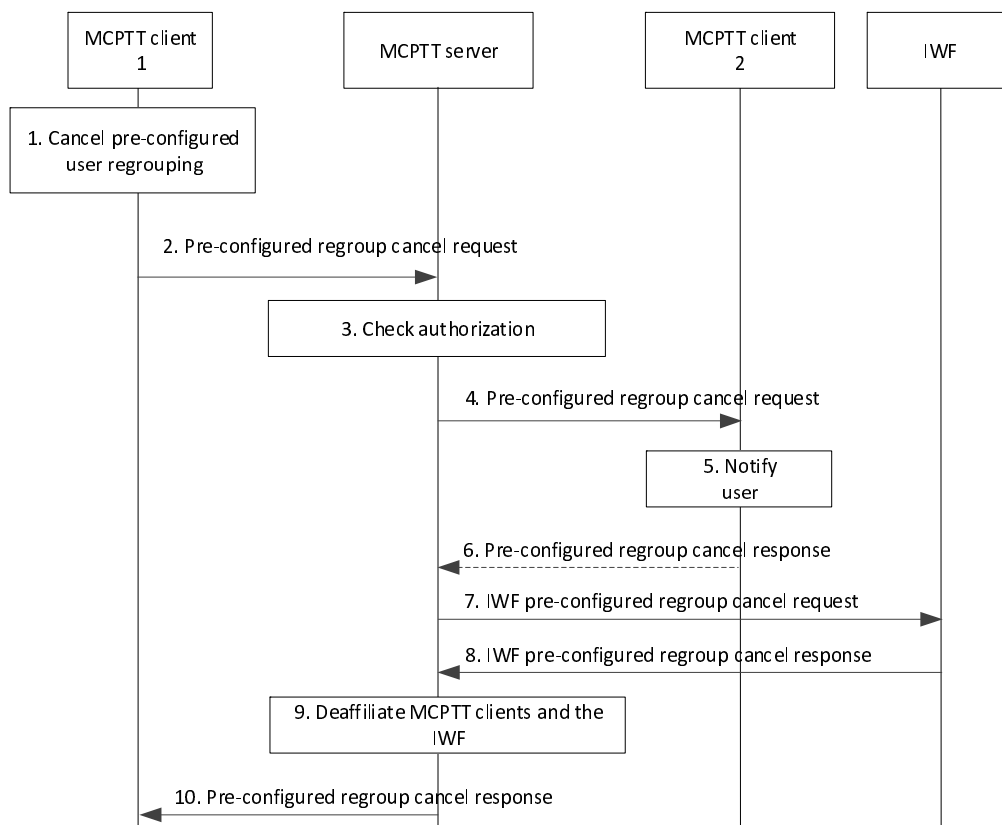 MCPTT client
1
MCPTT server
MCPTT client
2
IWF
1. Cancel pre-configured
user regrouping
2. Pre-configured regroup cancel request
3. Check authorization
4. Pre-configured regroup cancel request
5. Notify
user
6. Pre-configured regroup cancel response
7. IWF pre-configured regroup cancel request
8. IWF pre-configured regroup cancel response
9. Deaffiliate MCPTT clients and the
IWF
10. Pre-configured regroup cancel response